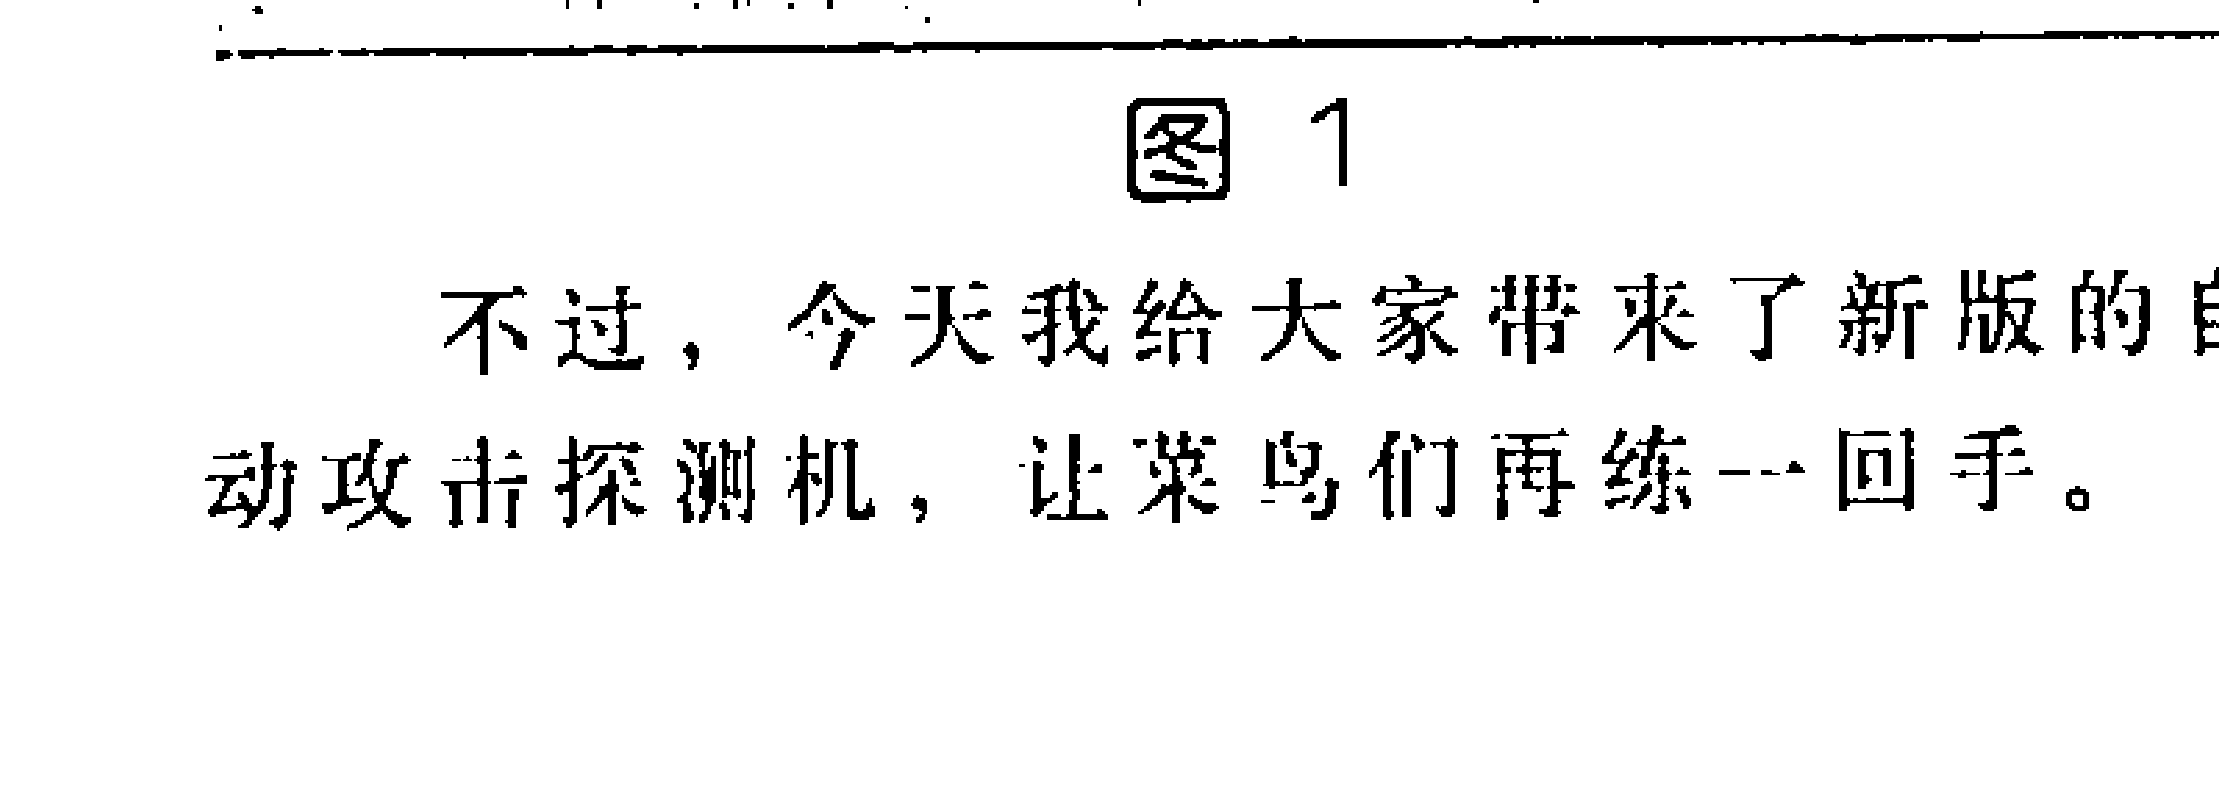 图 1
不过，今天我给大家带来了新版的自
动攻击探测机，让菜鸟们再练一回手。